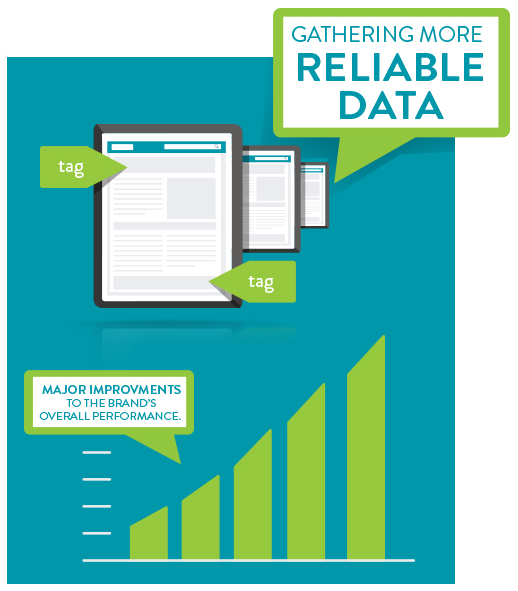 GATHERING MORE
RELIABLE
DATA
tag
tag
MAJOR IMPROVMENTS
TO THE BRAND'S
OVERALL PERFORMANCE.